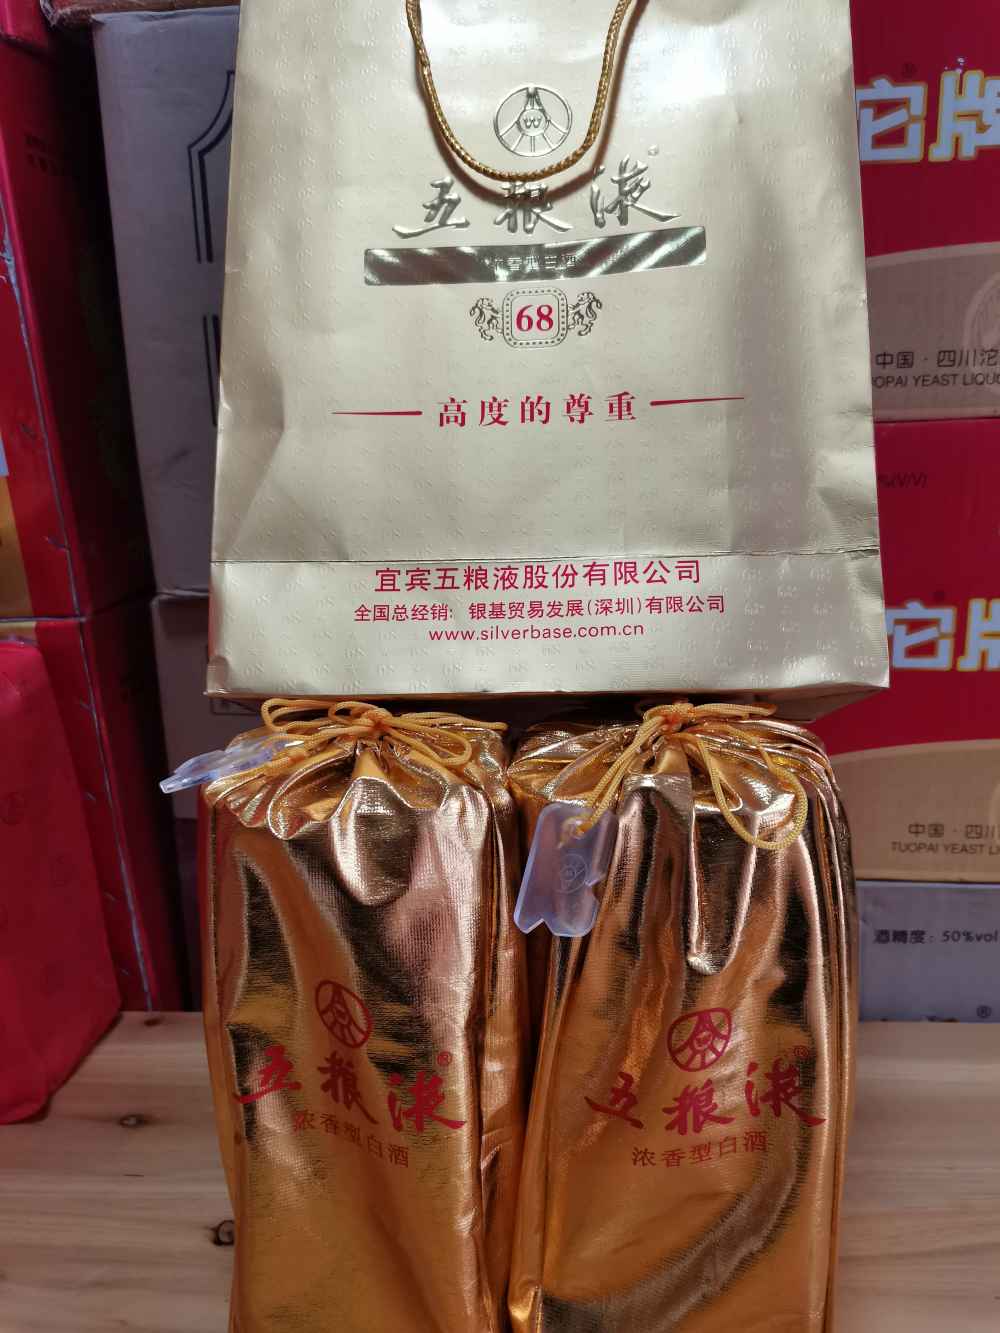 五粮液
浓香型白酒
68
高度的尊重
宜宾五粮液股份有限公司
全国总经销：银基贸易发展(深圳)有限公司
www.silverbase.com.cn
五粮液®
浓香型白酒
五粮液®
浓香型白酒
沱牌
中国·四川沱
TUOPAI YEAST LIQUO
%(V/V)
沱牌
中国·四川
TUOPAI YEAST LI
酒精度：50%vol